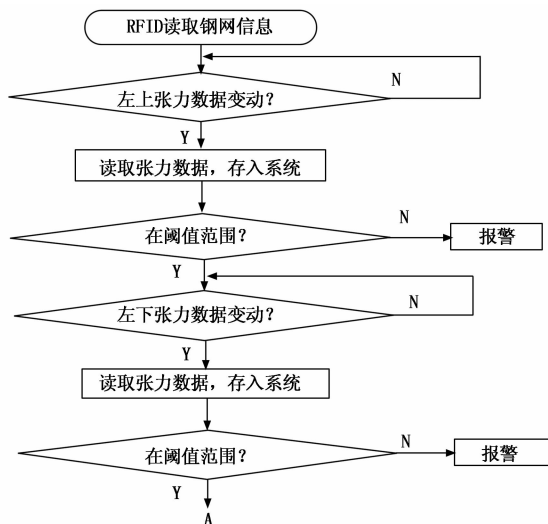 RFID读取钢网信息
N
左上张力数据变动?
Y
读取张力数据，存入系统
N
在阈值范围?
报警
Y
N
左下张力数据变动?
Y
读取张力数据，存入系统
N
在阈值范围?
报警
Y
A